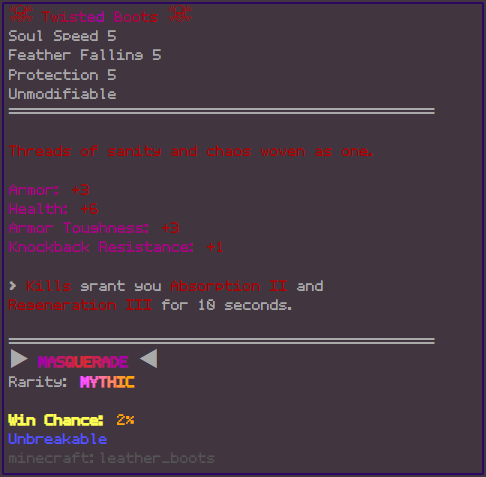 Twisted Boots
Soul Speed 5
Feather Falling 5
Protection 5
Unmodifiable
Threads of sanity and chaos woven as one.
Armor: +3
Health: +6
Armor Toughness: +3
Knockback Resistance: +1
> Kills grant you Absorption II and
Regeneration III for 10 seconds.
▶ MASQUERADE ◀
Rarity: MYTHIC
Win Chance: 2%
Unbreakable
minecraft:leather_boots